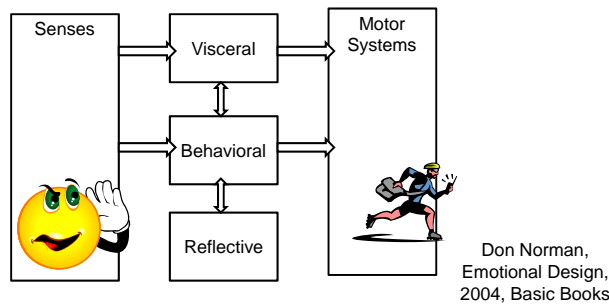 Senses
Visceral
Motor
Systems
Behavioral
Reflective
Don Norman,
Emotional Design,
2004, Basic Books